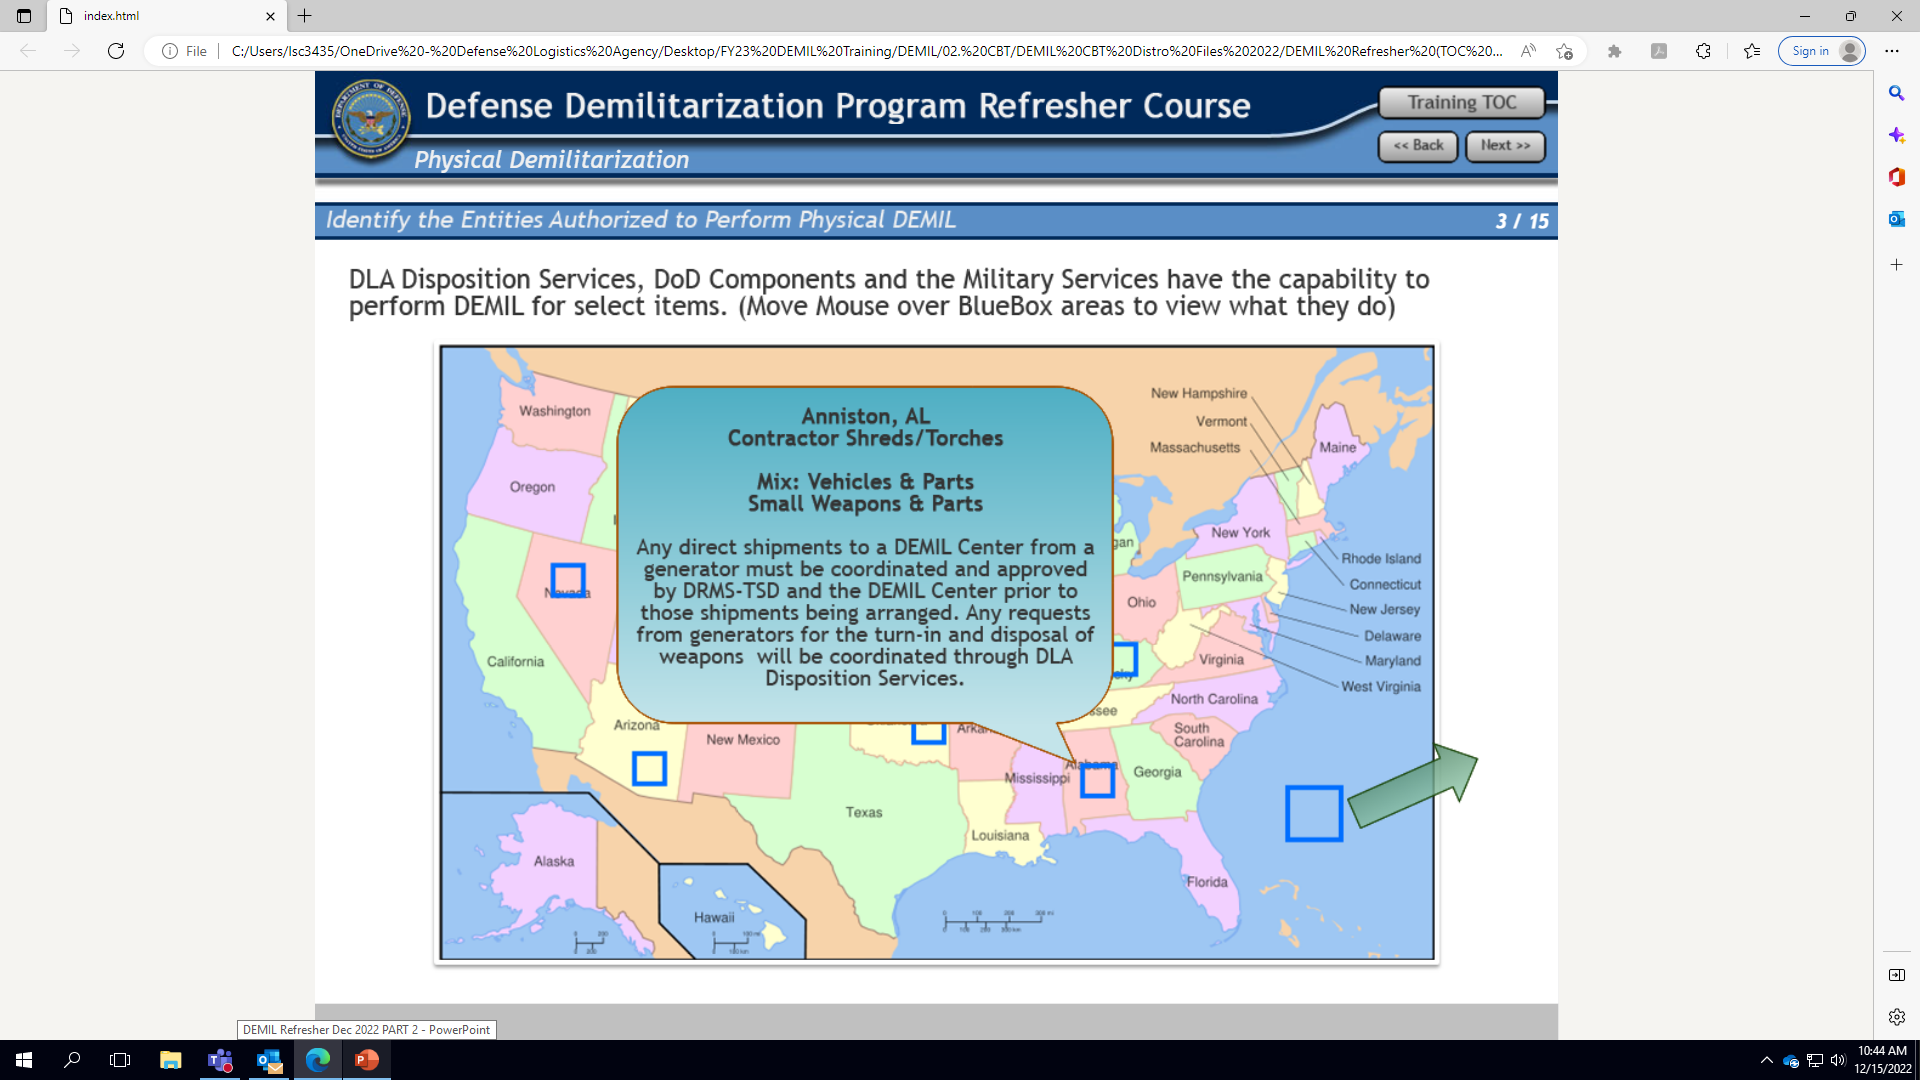 index.html
File
C:/Users/lsc3435/OneDrive%20-%20Defense%20Logistics%20Agency/Desktop/FY23%20DEMIL%20Training/DEMIL/02.%20CBT/DEMIL%20CBT%20Distro%20Files%202022/DEMIL%20Refresher%20(TOC%20...
Sign in
Defense Demilitarization Program Refresher Course
Training TOC
<< Back
Next >>
Physical Demilitarization
Identify the Entities Authorized to Perform Physical DEMIL
3 / 15
DLA Disposition Services, DoD Components and the Military Services have the capability to
perform DEMIL for select items. (Move Mouse over BlueBox areas to view what they do)
Anniston, AL
Contractor Shreds/Torches
Mix: Vehicles & Parts
Small Weapons & Parts
Any direct shipments to a DEMIL Center from a
generator must be coordinated and approved
by DRMS-TSD and the DEMIL Center prior to
those shipments being arranged. Any requests
from generators for the turn-in and disposal of
weapons will be coordinated through DLA
Disposition Services.
Washington
Oregon
Nevada
California
Arizona
New Mexico
Texas
Louisiana
Mississippi
Alabama
Georgia
Florida
South
Carolina
North Carolina
Virginia
Ohio
Pennsylvania
New York
Maine
New Hampshire
Vermont
Massachusetts
Rhode Island
Connecticut
New Jersey
Delaware
Maryland
West Virginia
Alaska
Hawaii
DEMIL Refresher Dec 2022 PART 2 - PowerPoint
10:44 AM
12/15/2022